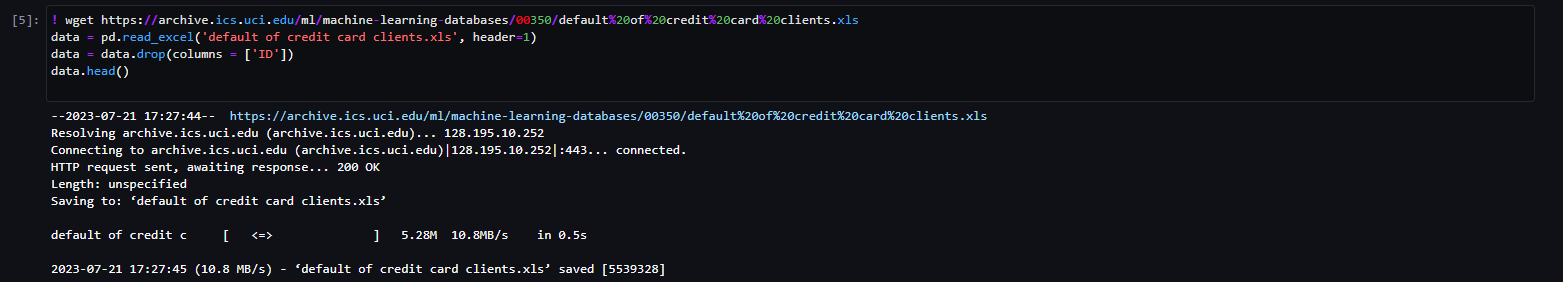 [5]: ! wget https://archive.ics.uci.edu/ml/machine-learning-databases/00350/default%20of%20credit%20card%20clients.xls
data = pd.read_excel('default of credit card clients.xls', header=1)
data = data.drop(columns = ['ID'])
data.head()
--2023-07-21 17:27:44--  https://archive.ics.uci.edu/ml/machine-learning-databases/00350/default%20of%20credit%20card%20clients.xls
Resolving archive.ics.uci.edu (archive.ics.uci.edu)... 128.195.10.252
Connecting to archive.ics.uci.edu (archive.ics.uci.edu)|128.195.10.252|:443... connected.
HTTP request sent, awaiting response... 200 OK
Length: unspecified
Saving to: ‘default of credit card clients.xls’
default of credit c     [   <=>              ]   5.28M  10.8MB/s    in 0.5s
2023-07-21 17:27:45 (10.8 MB/s) - ‘default of credit card clients.xls’ saved [5539328]